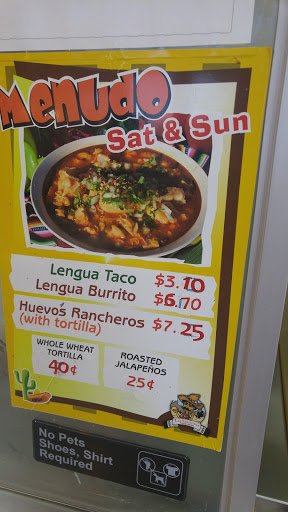 Menudo
Sat & Sun
Lengua Taco $3.10
Lengua Burrito $6.70
Huevos Rancheros $7.25
(with tortilla)
WHOLE WHEAT
TORTILLA
40¢
ROASTED
JALAPEÑOS
25¢
No Pets
Shoes, Shirt
Required